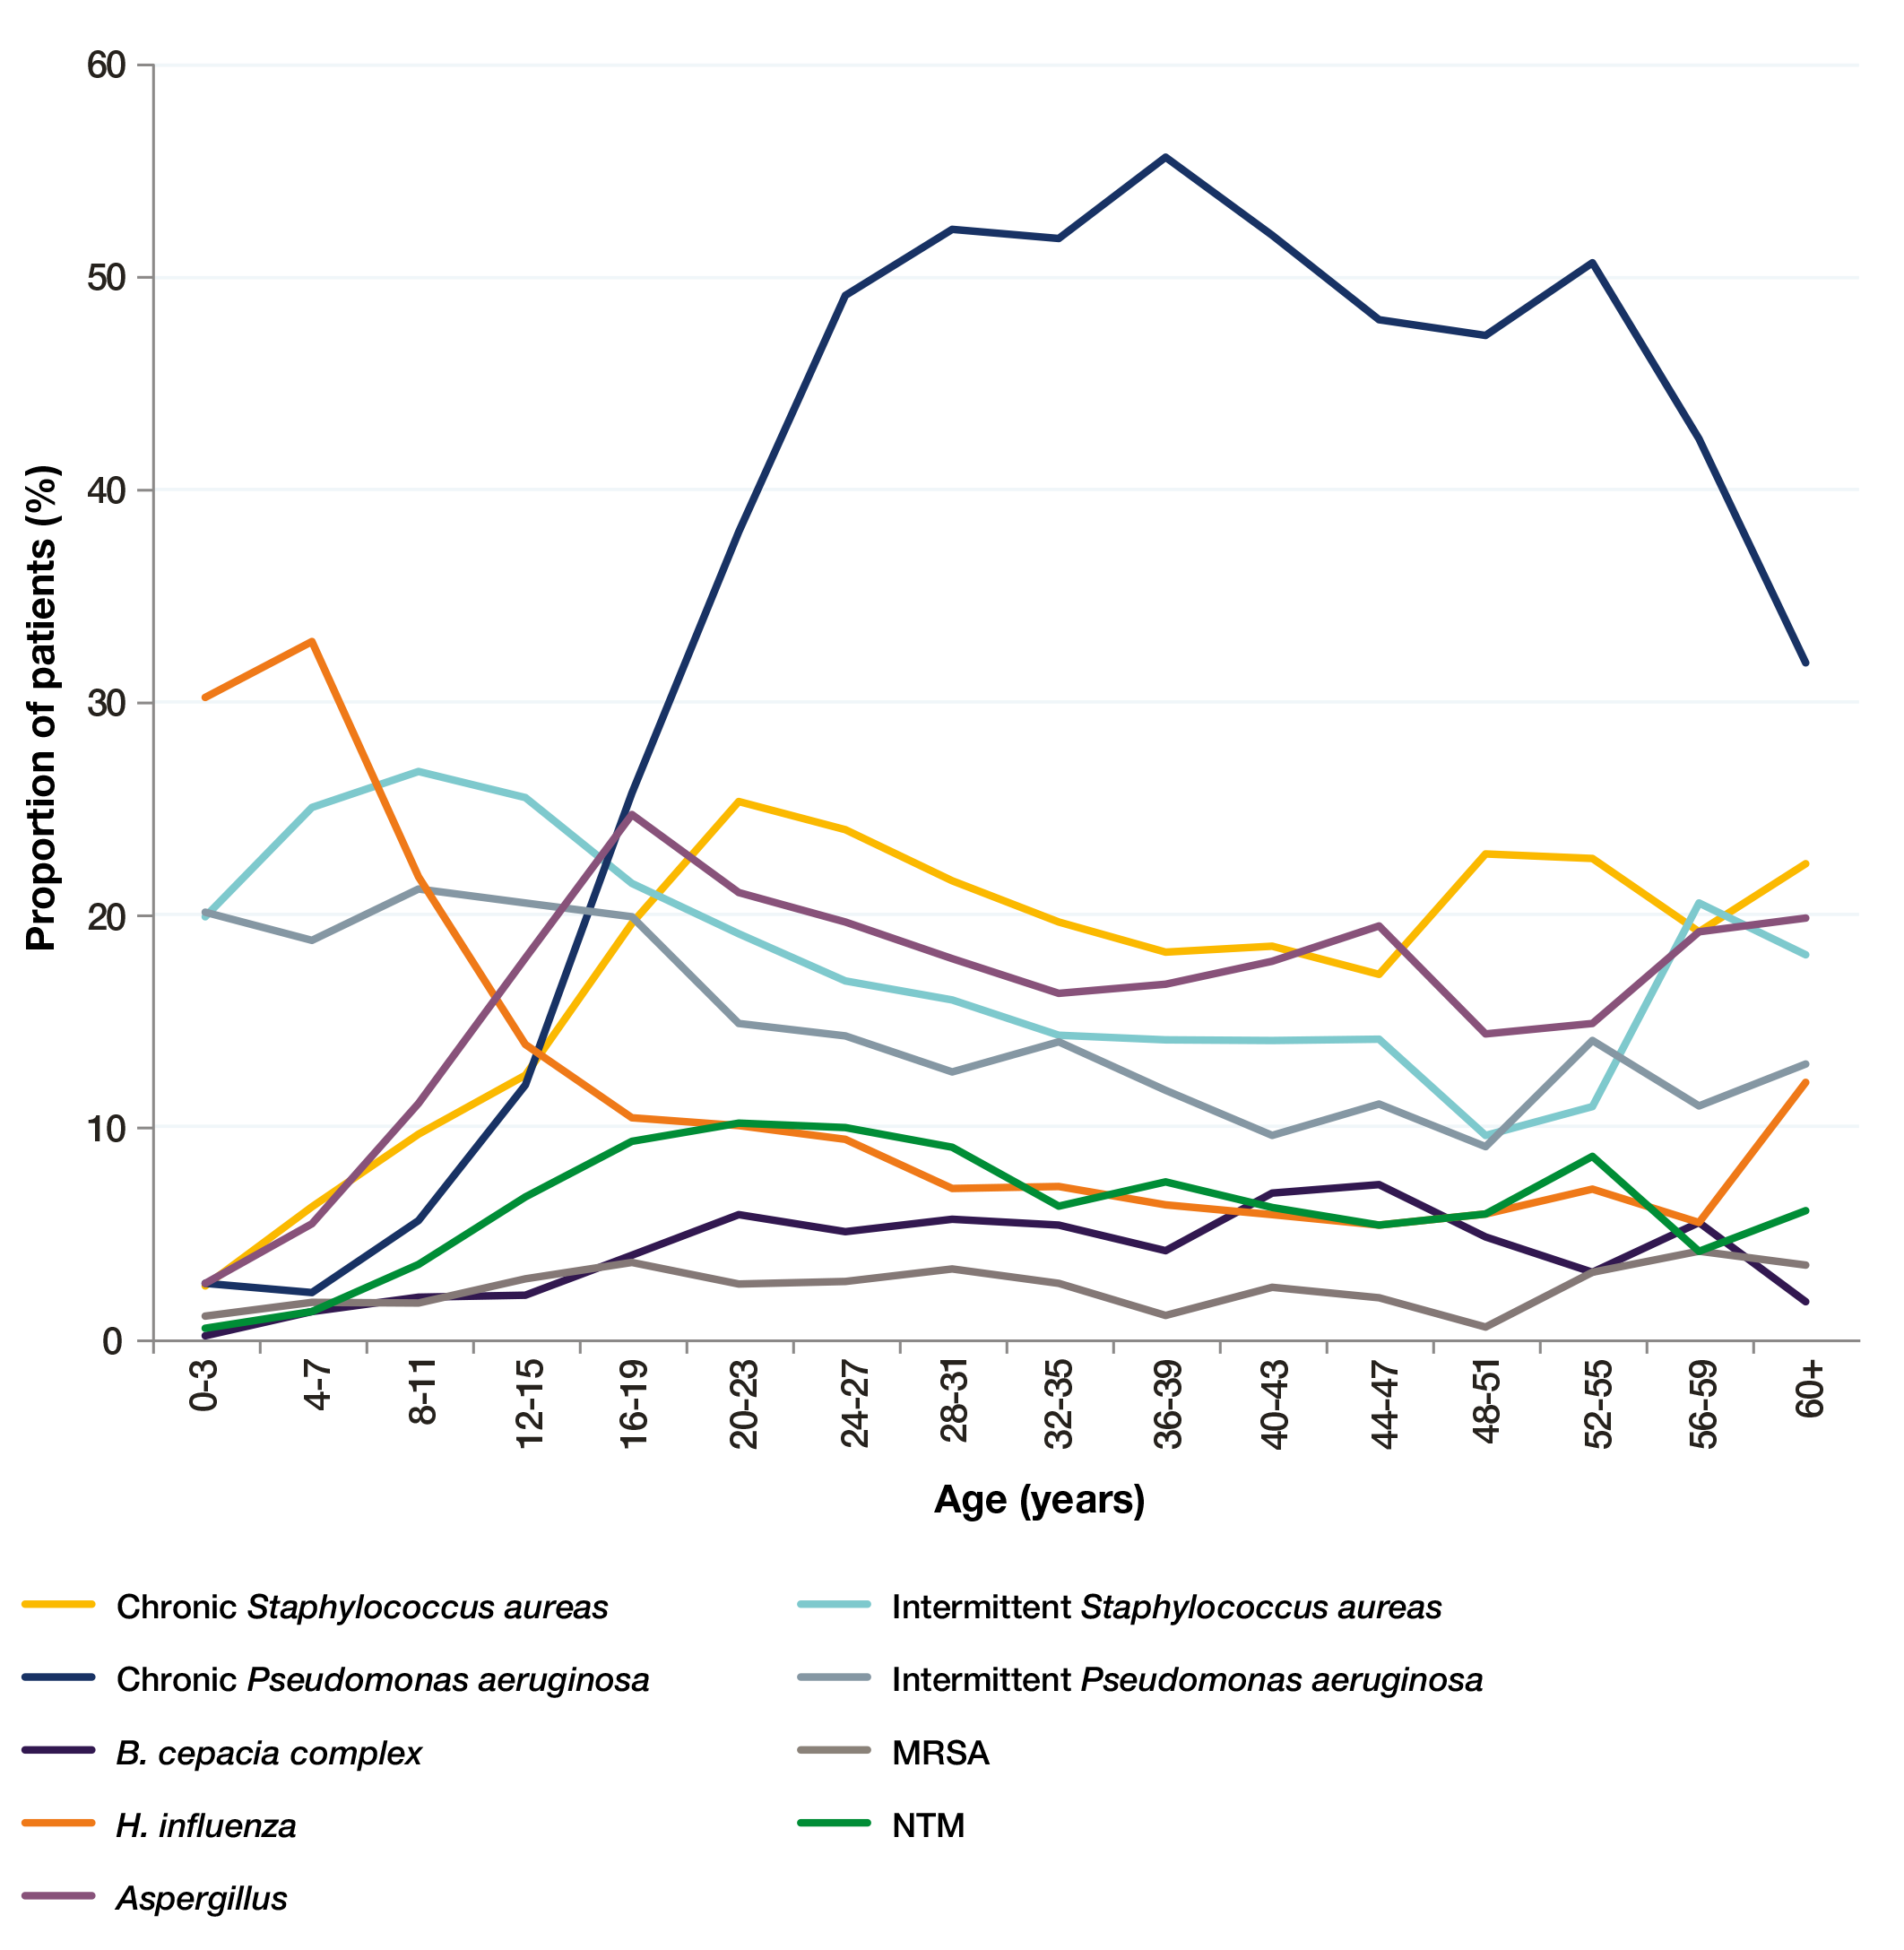 60
50
40
30
20
10
0
Proportion of patients (%)
0-3
4-7
8-11
12-15
16-19
20-23
24-27
28-31
32-35
36-39
40-43
44-47
48-51
52-55
56-59
60+
Age (years)
Chronic Staphylococcus aureas
Intermittent Staphylococcus aureas
Chronic Pseudomonas aeruginosa
Intermittent Pseudomonas aeruginosa
B. cepacia complex
MRSA
H. influenza
NTM
Aspergillus